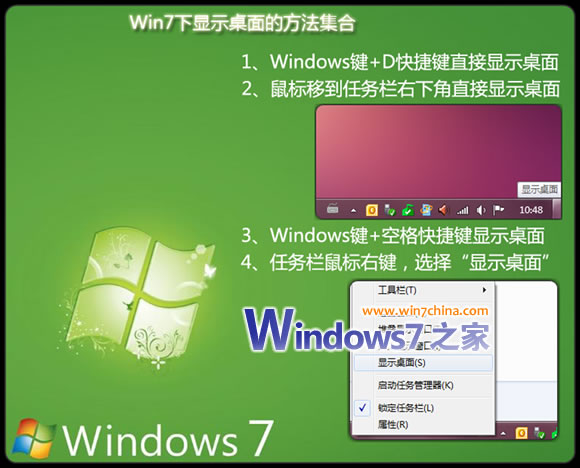 Win7下显示桌面的方法集合
1、Windows键+D快捷键直接显示桌面
2、鼠标移到任务栏右下角直接显示桌面
显示桌面
10:48
3、Windows键+空格快捷键显示桌面
4、任务栏鼠标右键，选择“显示桌面”
工具栏(T)
www.win7china.com
Windows7之家
显示桌面(S)
启动任务管理器(K)
锁定任务栏(L)
属性(R)
Windows 7